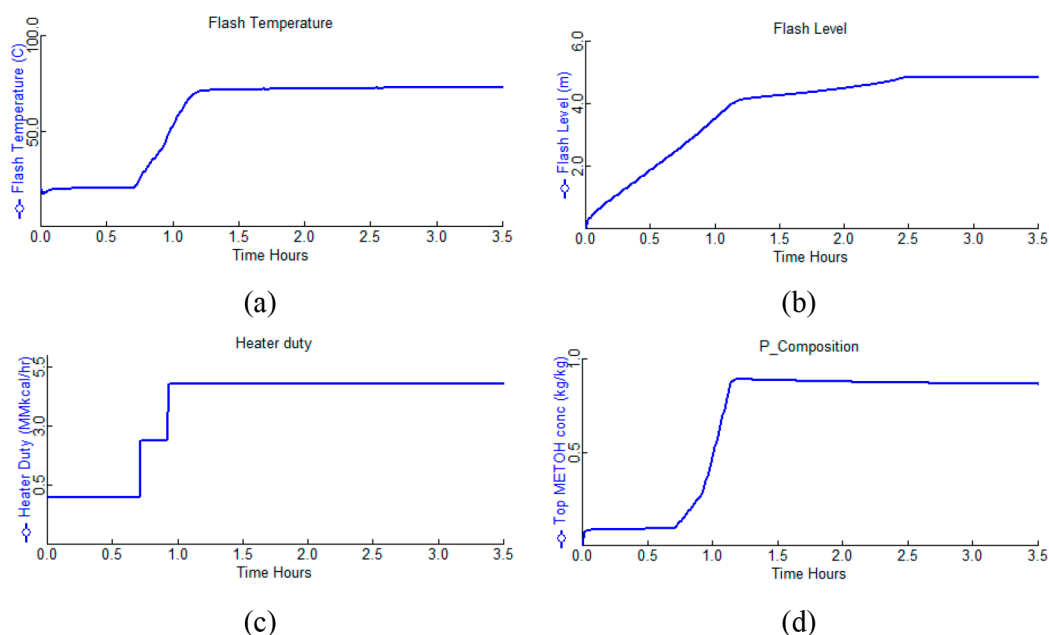 Flash Temperature
Flash Temperature (C)
100.0
50.0
0.0 0.5 1.0 1.5 2.0 2.5 3.0 3.5
Time Hours
(a)
Flash Level
Flash Level (m)
6.0
4.0
2.0
0.0 0.5 1.0 1.5 2.0 2.5 3.0 3.5
Time Hours
(b)
Heater duty
Heater Duty (MMkcal/hr)
5.5
3.0
0.5
0.0 0.5 1.0 1.5 2.0 2.5 3.0 3.5
Time Hours
(c)
P_Composition
Top METOH conc (kg/kg)
1.0
0.5
0.0 0.5 1.0 1.5 2.0 2.5 3.0 3.5
Time Hours
(d)